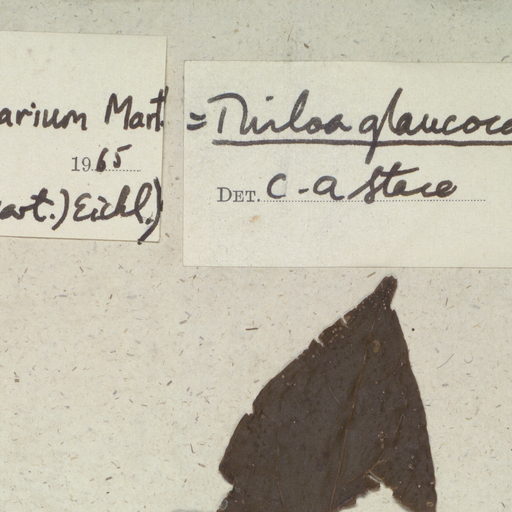 arium Mart
1965
art.) Eichl.)
= Thiloa glaucoca
DET. C-A Stace